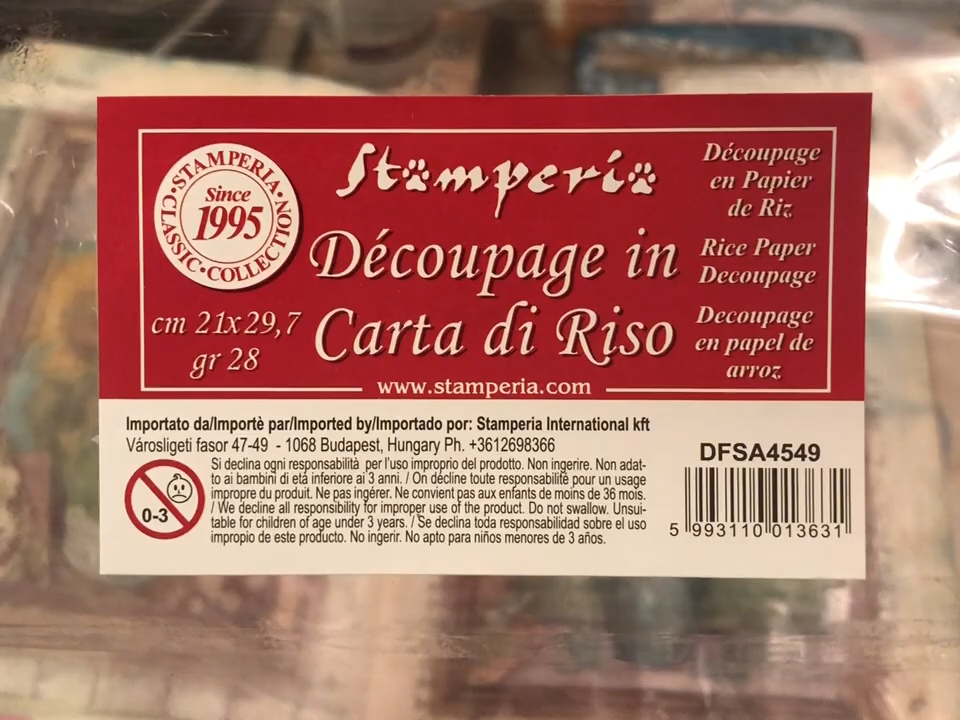 STAMPERIA
Since
1995
CLASSIC•COLLECTION
Stamperia
Découpage in
Carta di Riso
cm 21x29,7
gr 28
Découpage
en Papier
de Riz
Rice Paper
Decoupage
Decoupage
en papel de
arroz
www.stamperia.com
Importato da/Importè par/Imported by/Importado por: Stamperia International kft
Városligeti fasor 47-49 - 1068 Budapest, Hungary Ph. +3612698366
0-3
Si declina ogni responsabilità per l'uso improprio del prodotto. Non ingerire. Non adat-
to ai bambini di età inferiore ai 3 anni. / On décline toute responsabilité pour un usage
impropre du produit. Ne pas ingérer. Ne convient pas aux enfants de moins de 36 mois.
/ We decline all responsibility for improper use of the product. Do not swallow. Unsui-
table for children of age under 3 years. / Se declina toda responsabilidad sobre el uso
impropio de este producto. No ingerir. No apto para niños menores de 3 años.
DFSA4549
5 993110 013631